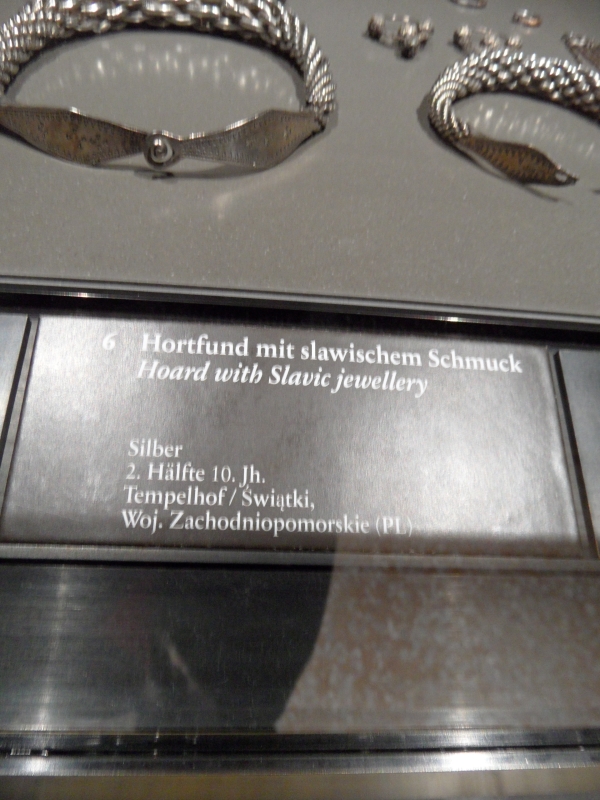 6 Hortfund mit slawischem Schmuck
Hoard with Slavic jewellery
Silber
2. Hälfte 10. Jh.
Tempelhof / Świątki,
Woj. Zachodniopomorskie (PL)